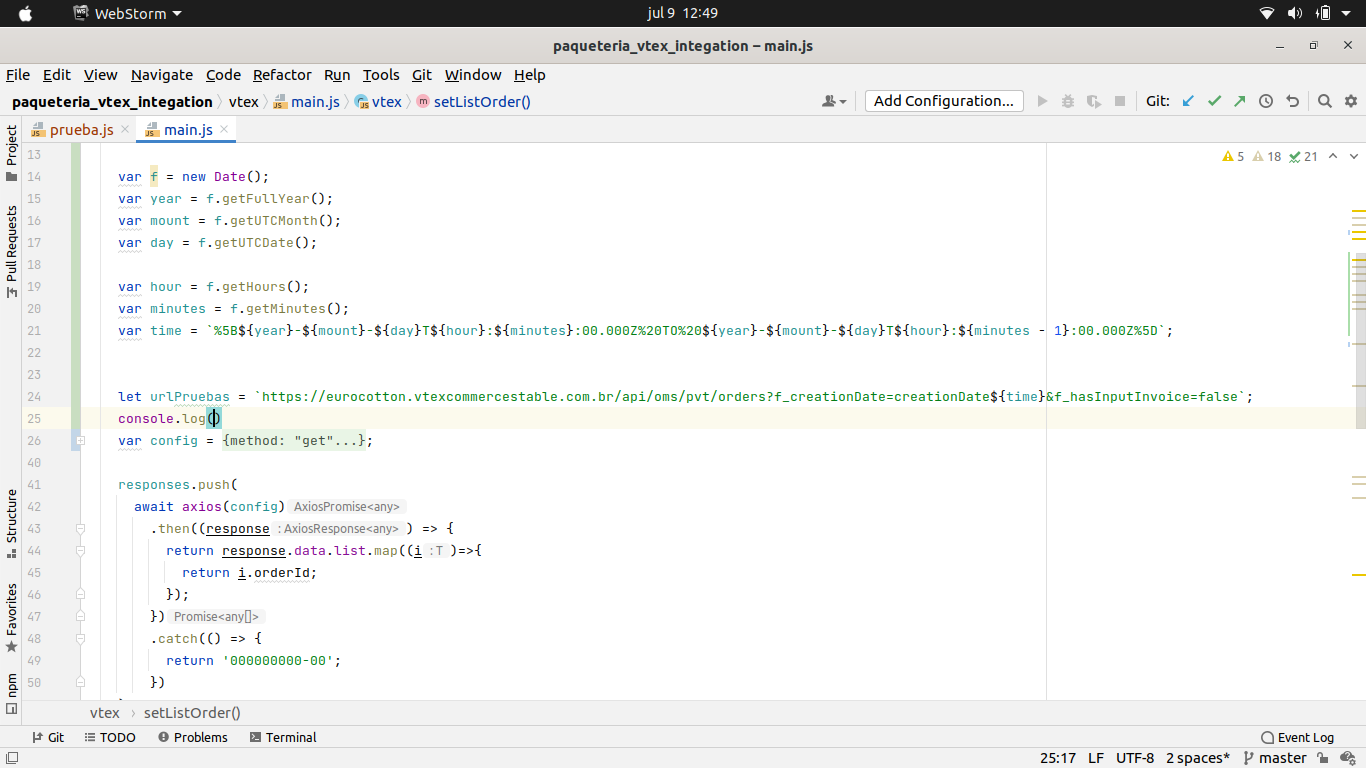 WebStorm
jul 9 12:49
paqueteria_vtex_integation – main.js
File Edit View Navigate Code Refactor Run Tools Git Window Help
paqueteria_vtex_integation vtex main.js vtex setListOrder()
Add Configuration... Git:
prueba.js main.js
5 18 21
Project
Pull Requests
Structure
Favorites
npm
13
14 var f = new Date();
15 var year = f.getFullYear();
16 var mount = f.getUTCMonth();
17 var day = f.getUTCDate();
18
19 var hour = f.getHours();
20 var minutes = f.getMinutes();
21 var time = `%5B${year}-${mount}-${day}T${hour}:${minutes}:00.000Z%20TO%20${year}-${mount}-${day}T${hour}:${minutes - 1}:00.000Z%5D`;
22
23
24 let urlPruebas = `https://eurocotton.vtexcommercestable.com.br/api/oms/pvt/orders?f_creationDate=creationDate${time}&f_hasInputInvoice=false`;
25 console.log()
26 var config = {method: "get"...};
40
41 responses.push(
42 await axios(config) AxiosPromise<any>
43 .then((response : AxiosResponse<any> ) => {
44 return response.data.list.map((i : T )=>{
45 return i.orderId;
46 });
47 }) Promise<any[]>
48 .catch(() => {
49 return '000000000-00';
50 })
vtex setListOrder()
Git TODO Problems Terminal Event Log
25:17 LF UTF-8 2 spaces* master